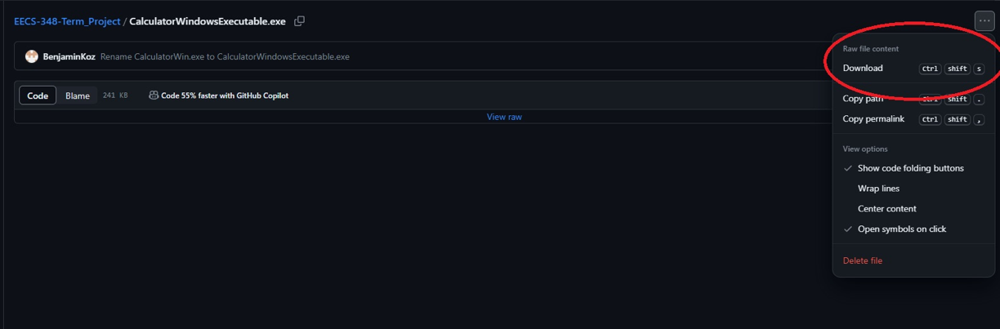 EECS-348-Term_Project / CalculatorWindowsExecutable.exe
BenjaminKoz Rename CalculatorWin.exe to CalculatorWindowsExecutable.exe
Code Blame 241 KB Code 55% faster with GitHub Copilot
View raw
Raw file content
Download Ctrl shift s
Copy path Ctrl shift .
Copy permalink Ctrl shift ,
View options
Show code folding buttons
Wrap lines
Center content
Open symbols on click
Delete file